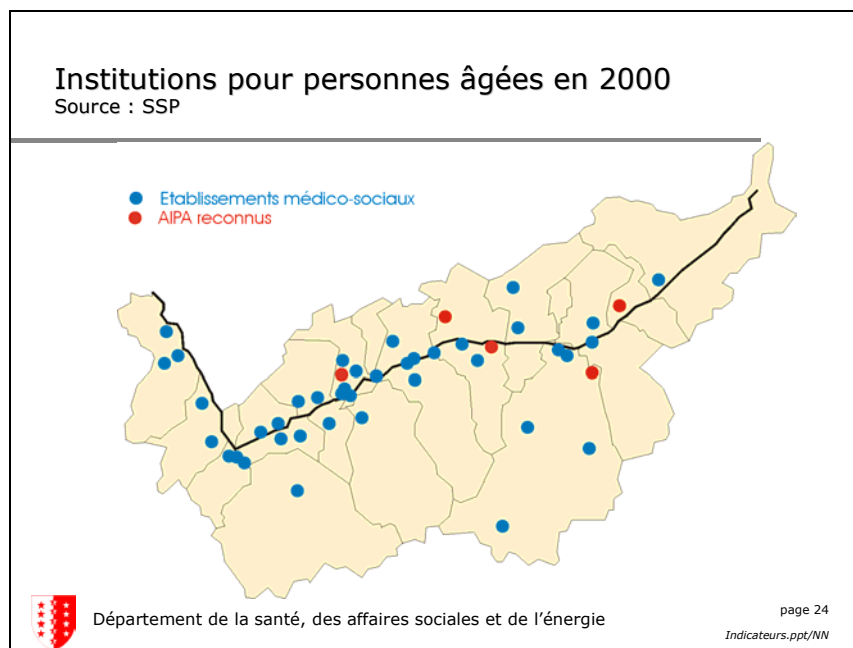 Institutions pour personnes âgées en 2000
Source : SSP
Etablissements médico-sociaux
AIPA reconnus
Département de la santé, des affaires sociales et de l’énergie
page 24
Indicateurs.ppt/NN